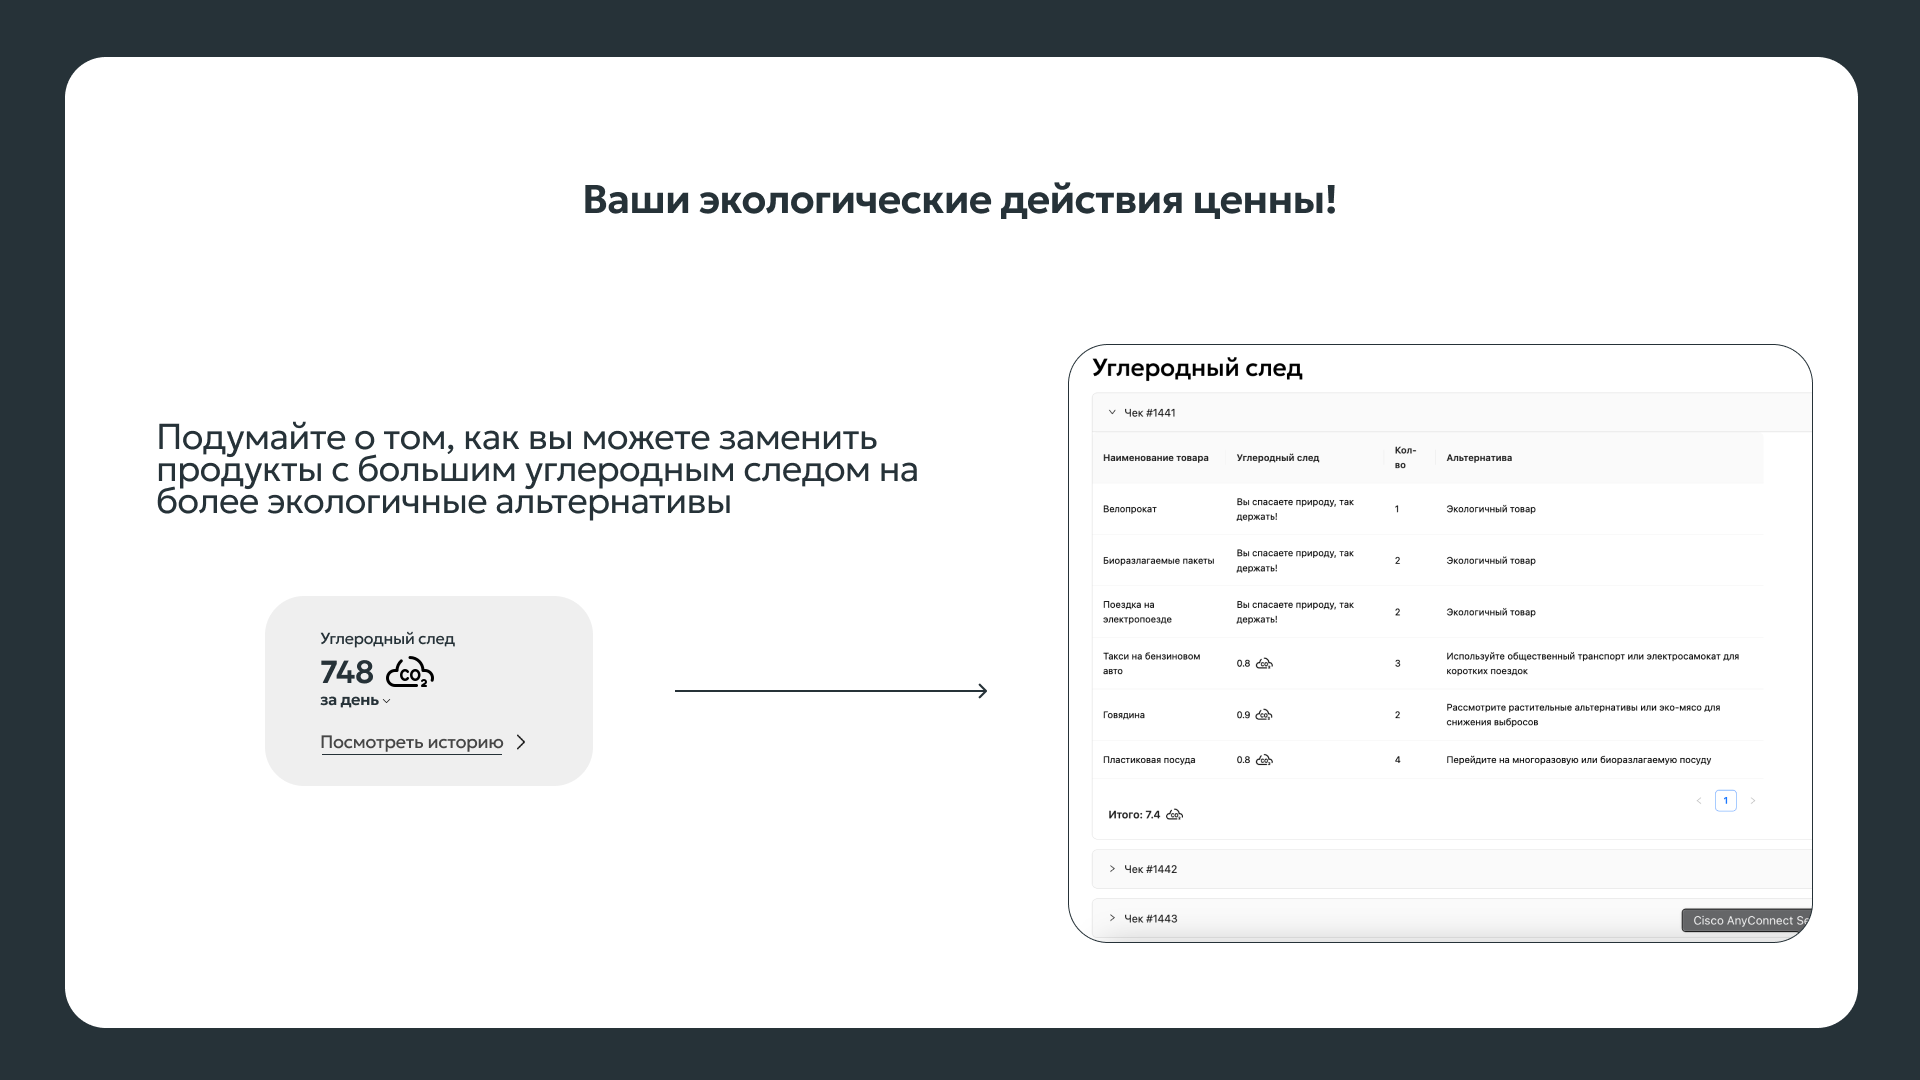 Ваши экологические действия ценны!
Подумайте о том, как вы можете заменить
продукты с большим углеродным следом на
более экологичные альтернативы
Углеродный след
748 CO2
за день
Посмотреть историю
Углеродный след
Чек #1441
Наименование товара Углеродный след Кол-во Альтернатива
Велопрокат Вы спасаете природу, так держать! 1 Экологичный товар
Биоразлагаемые пакеты Вы спасаете природу, так держать! 2 Экологичный товар
Поездка на электропоезде Вы спасаете природу, так держать! 2 Экологичный товар
Такси на бензиновом авто 0.8 CO2 3 Используйте общественный транспорт или электросамокат для коротких поездок
Говядина 0.9 CO2 2 Рассмотрите растительные альтернативы или эко-мясо для снижения выбросов
Пластиковая посуда 0.8 CO2 4 Перейдите на многоразовую или биоразлагаемую посуду
1
Итого: 7.4 CO2
Чек #1442
Чек #1443
Cisco AnyConnect Se